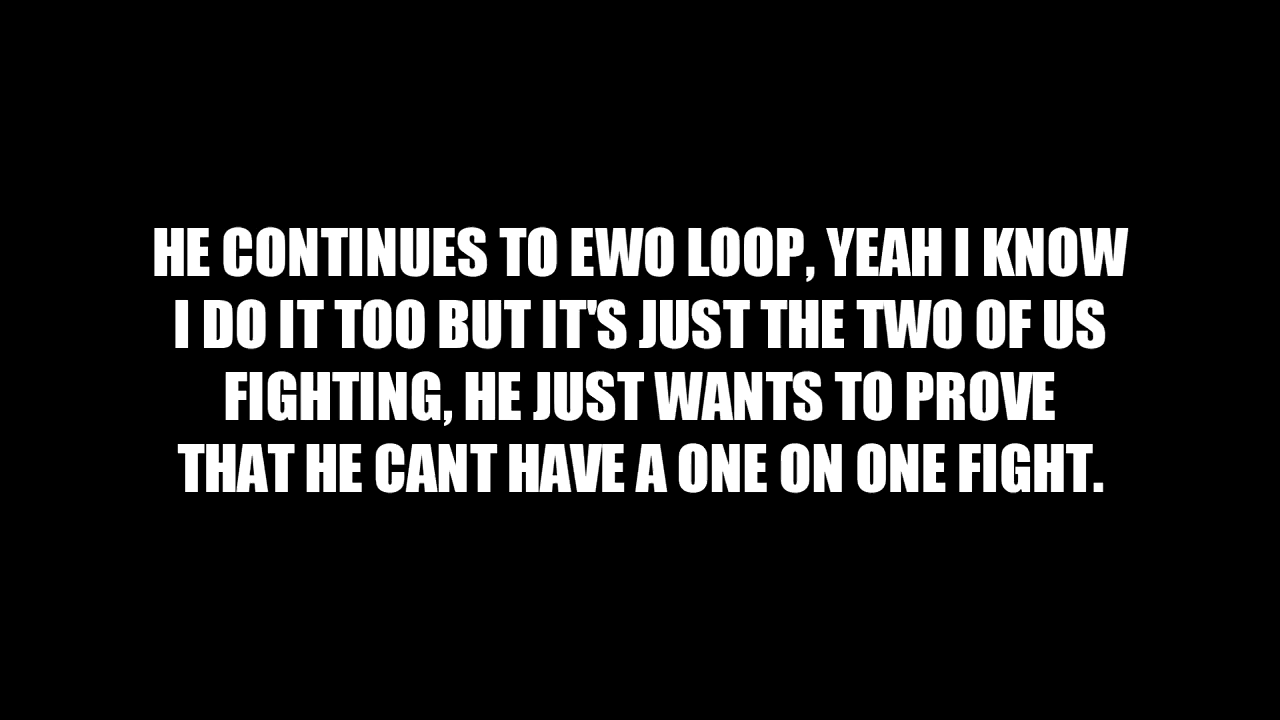 HE CONTINUES TO EWO LOOP, YEAH I KNOW
I DO IT TOO BUT IT'S JUST THE TWO OF US
FIGHTING, HE JUST WANTS TO PROVE
THAT HE CANT HAVE A ONE ON ONE FIGHT.